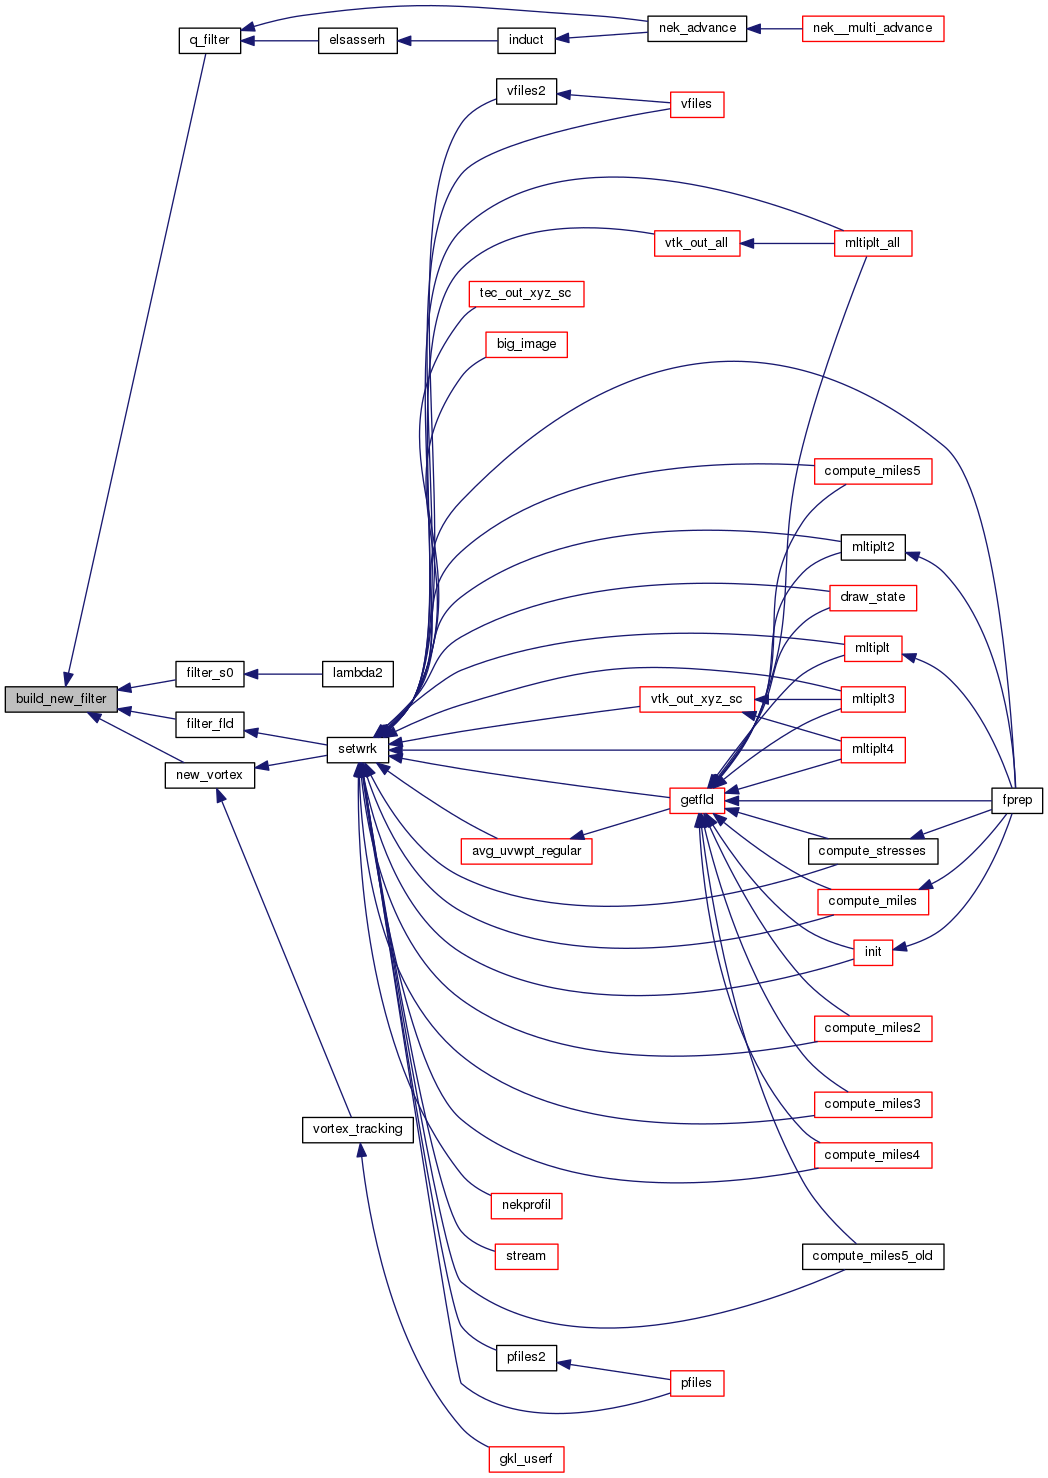 q_filter
elsasserh
induct
nek_advance
nek__multi_advance
vfiles2
vfiles
vtk_out_all
mltiplt_all
tec_out_xyz_sc
big_image
compute_miles5
mltiplt2
draw_state
mltiplt
build_new_filter
filter_s0
lambda2
vtk_out_xyz_sc
mltiplt3
filter_fld
setwrk
mltiplt4
new_vortex
getfld
fprep
avg_uvwpt_regular
compute_stresses
compute_miles
init
compute_miles2
compute_miles3
vortex_tracking
compute_miles4
nekprofil
stream
compute_miles5_old
pfiles2
pfiles
gkl_userf